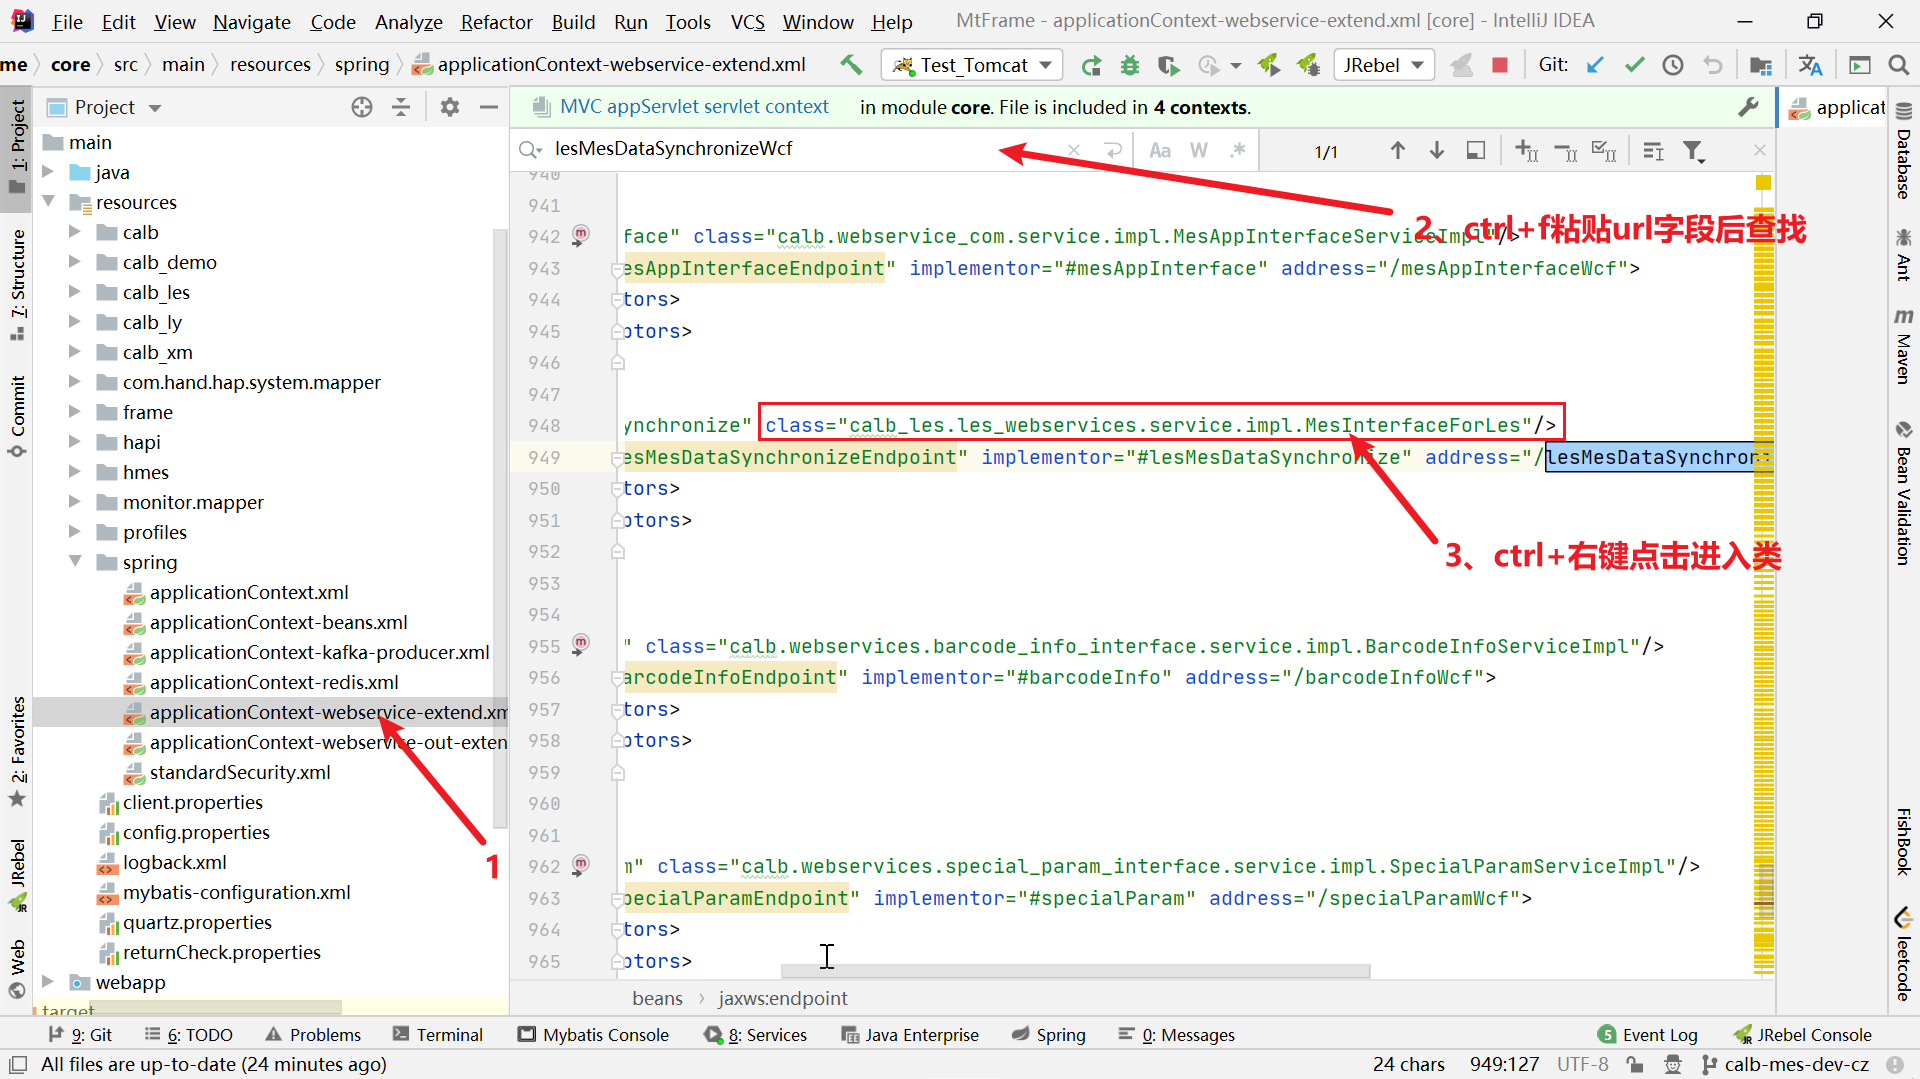 File Edit View Navigate Code Analyze Refactor Build Run Tools VCS Window Help MtFrame - applicationContext-webservice-extend.xml [core] - IntelliJ IDEA
me core src main resources spring applicationContext-webservice-extend.xml Test_Tomcat JRebel Git:
1: Project
7: Structure
Commit
2: Favorites
JRebel
Web
Project
main
java
resources
calb
calb_demo
calb_les
calb_ly
calb_xm
com.hand.hap.system.mapper
frame
hapi
hmes
monitor.mapper
profiles
spring
applicationContext.xml
applicationContext-beans.xml
applicationContext-kafka-producer.xml
applicationContext-redis.xml
applicationContext-webservice-extend.xm
applicationContext-webservice-out-exten
standardSecurity.xml
client.properties
config.properties
logback.xml
mybatis-configuration.xml
quartz.properties
returnCheck.properties
webapp
target
1
MVC appServlet servlet context in module core. File is included in 4 contexts.
lesMesDataSynchronizeWcf Aa W .* 1/1
2、ctrl+f粘贴url字段后查找
940
941
942 face" class="calb.webservice_com.service.impl.MesAppInterfaceServiceImpl"/>
943 esAppInterfaceEndpoint" implementor="#mesAppInterface" address="/mesAppInterfaceWcf">
944 tors>
945 ptors>
946
947
948 ynchronize" class="calb_les.les_webservices.service.impl.MesInterfaceForLes"/>
949 esMesDataSynchronizeEndpoint" implementor="#lesMesDataSynchronize" address="/lesMesDataSynchron
950 tors>
951 ptors>
3、ctrl+右键点击进入类
952
953
954
955 " class="calb.webservices.barcode_info_interface.service.impl.BarcodeInfoServiceImpl"/>
956 arcodeInfoEndpoint" implementor="#barcodeInfo" address="/barcodeInfoWcf">
957 tors>
958 ptors>
959
960
961
962 m" class="calb.webservices.special_param_interface.service.impl.SpecialParamServiceImpl"/>
963 pecialParamEndpoint" implementor="#specialParam" address="/specialParamWcf">
964 tors>
965 ptors>
beans › jaxws:endpoint
applicat
Database
Ant
Maven
Bean Validation
FishBook
leetcode
9: Git 6: TODO Problems Terminal Mybatis Console 8: Services Java Enterprise Spring 0: Messages 5 Event Log JRebel Console
All files are up-to-date (24 minutes ago) 24 chars 949:127 UTF-8 calb-mes-dev-cz